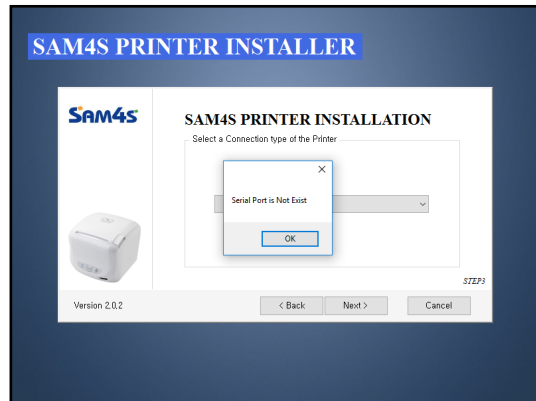 SAM4S PRINTER INSTALLER
SAM4S
SAM4S PRINTER INSTALLATION
Select a Connection type of the Printer
Serial Port is Not Exist
OK
STEP3
Version 2,0,2
< Back
Next >
Cancel